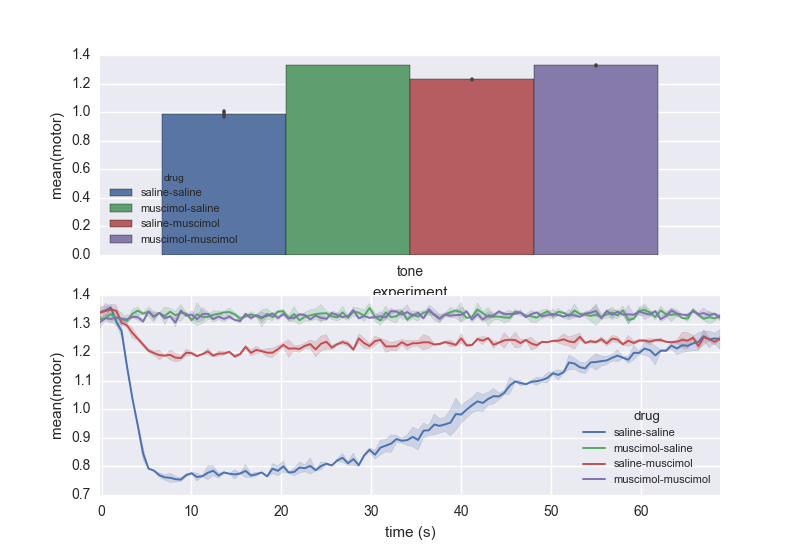 1.4
1.2
1.0
0.8
0.6
0.4
0.2
0.0
mean(motor)
drug
saline-saline
muscimol-saline
saline-muscimol
muscimol-muscimol
tone
experiment
1.4
1.3
1.2
1.1
1.0
0.9
0.8
0.7
mean(motor)
drug
saline-saline
muscimol-saline
saline-muscimol
muscimol-muscimol
0 10 20 30 40 50 60
time (s)